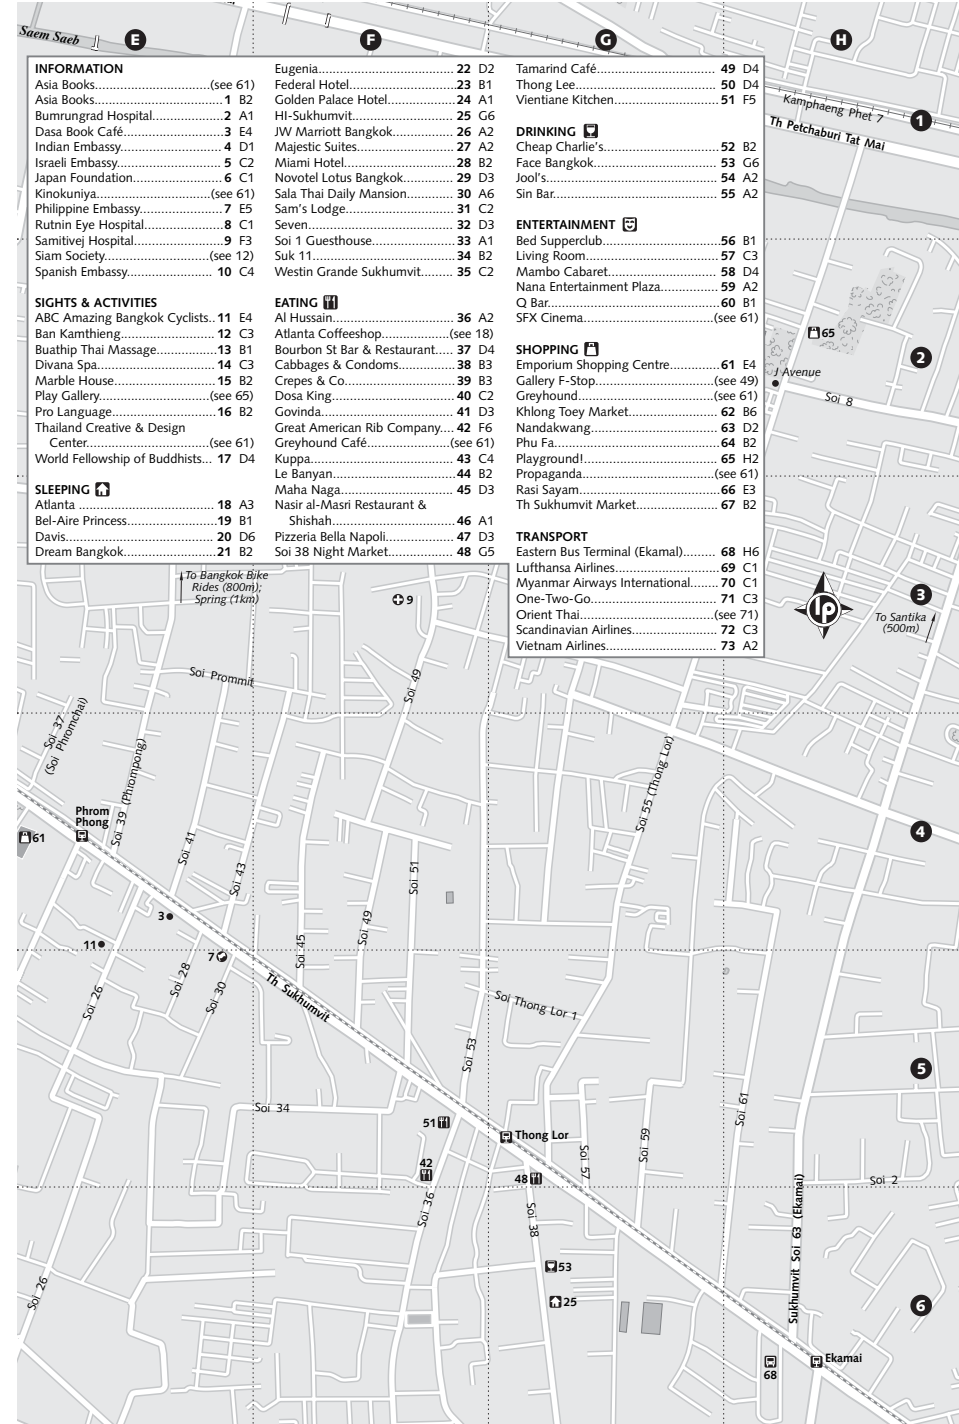 Saem Saeb
E
F
G
H
INFORMATION
Asia Books.............................(see 61)
Asia Books................................. 1 B2
Bumrungrad Hospital................... 2 A1
Dasa Book Café........................... 3 E4
Indian Embassy........................... 4 D1
Israeli Embassy........................... 5 C2
Japan Foundation......................... 6 C1
Kinokuniya.............................(see 61)
Philippine Embassy....................... 7 E5
Rutnin Eye Hospital...................... 8 C1
Samitivej Hospital........................ 9 F3
Siam Society...........................(see 12)
Spanish Embassy........................ 10 C4
SIGHTS & ACTIVITIES
ABC Amazing Bangkok Cyclists.. 11 E4
Ban Kamthieng.......................... 12 C3
Buathip Thai Massage................. 13 B1
Divana Spa................................ 14 C3
Marble House............................ 15 B2
Play Gallery............................(see 65)
Pro Language............................ 16 B2
Thailand Creative & Design
Center................................(see 61)
World Fellowship of Buddhists... 17 D4
SLEEPING
Atlanta .................................... 18 A3
Bel-Aire Princess......................... 19 B1
Davis........................................ 20 D6
Dream Bangkok......................... 21 B2
Eugenia.................................... 22 D2
Federal Hotel............................. 23 B1
Golden Palace Hotel................... 24 A1
HI-Sukhumvit............................ 25 G6
JW Marriott Bangkok................. 26 A2
Majestic Suites........................... 27 A2
Miami Hotel.............................. 28 B2
Novotel Lotus Bangkok............... 29 D3
Sala Thai Daily Mansion.............. 30 A6
Sam's Lodge.............................. 31 C2
Seven....................................... 32 D3
Soi 1 Guesthouse....................... 33 A1
Suk 11...................................... 34 B2
Westin Grande Sukhumvit.......... 35 C2
EATING
Al Hussain................................. 36 A2
Atlanta Coffeeshop.................(see 18)
Bourbon St Bar & Restaurant..... 37 D4
Cabbages & Condoms................ 38 B3
Crepes & Co.............................. 39 B3
Dosa King................................. 40 C2
Govinda.................................... 41 D3
Great American Rib Company.... 42 F6
Greyhound Café.....................(see 61)
Kuppa...................................... 43 C4
Le Banyan................................. 44 B2
Maha Naga............................... 45 D3
Nasir al-Masri Restaurant &
Shishah................................. 46 A1
Pizzeria Bella Napoli................... 47 D3
Soi 38 Night Market................... 48 G5
Tamarind Café........................... 49 D4
Thong Lee................................. 50 D4
Vientiane Kitchen....................... 51 F5
DRINKING
Cheap Charlie's.......................... 52 B2
Face Bangkok............................ 53 G6
Jool's........................................ 54 A2
Sin Bar...................................... 55 A2
ENTERTAINMENT
Bed Supperclub.......................... 56 B1
Living Room.............................. 57 C3
Mambo Cabaret......................... 58 D4
Nana Entertainment Plaza.......... 59 A2
Q Bar....................................... 60 B1
SFX Cinema...........................(see 61)
SHOPPING
Emporium Shopping Centre........ 61 E4
Gallery F-Stop........................(see 49)
Greyhound.............................(see 61)
Khlong Toey Market.................. 62 B6
Nandakwang............................. 63 D2
Phu Fa...................................... 64 B2
Playground!............................... 65 H2
Propaganda............................(see 61)
Rasi Sayam................................ 66 E3
Th Sukhumvit Market................ 67 B2
TRANSPORT
Eastern Bus Terminal (Ekamai)......... 68 H6
Lufthansa Airlines....................... 69 C1
Myanmar Airways International....... 70 C1
One-Two-Go............................. 71 C3
Orient Thai............................(see 71)
Scandinavian Airlines.................. 72 C3
Vietnam Airlines......................... 73 A2
Kamphaeng Phet 7
1
Th Petchaburi Tat Mai
65
2
J Avenue
Soi 8
To Bangkok Bike
Rides (800m);
Spring (1km)
9
lp
3
To Santika
(500m)
Soi Prommit
Soi 49
Soi 37
(Soi Phromchai)
Soi 39 (Phiompong)
Soi 55 (Thong Lor)
Phrom
Phong
61
4
Soi 41
Soi 43
Soi 51
3
Soi 49
11
Soi 45
7
Soi 28
Soi 30
Soi 26
Th Sukhumvit
Soi Thong Lor 1
Soi 53
5
Soi 34
Soi 61
51
Thong Lor
Soi 59
Soi 57
42
48
Soi 2
Soi 36
Soi 38
Sukhumvit Soi 63 (Ekamai)
53
Soi 26
25
6
Ekamai
68